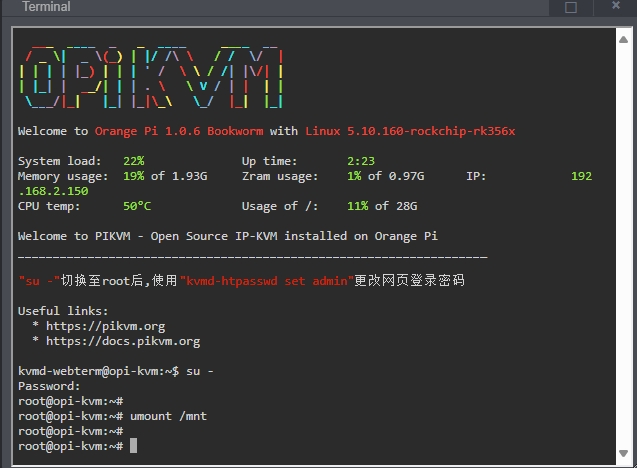 Terminal
OPi KVM
Welcome to Orange Pi 1.0.6 Bookworm with Linux 5.10.160-rockchip-rk356x
System load: 22% Up time: 2:23
Memory usage: 19% of 1.93G Zram usage: 1% of 0.97G IP: 192
.168.2.150
CPU temp: 50°C Usage of /: 11% of 28G
Welcome to PIKVM - Open Source IP-KVM installed on Orange Pi
"su -"切换至root后,使用"kvmd-htpasswd set admin"更改网页登录密码
Useful links:
* https://pikvm.org
* https://docs.pikvm.org
kvmd-webterm@opi-kvm:~$ su -
Password:
root@opi-kvm:~#
root@opi-kvm:~# umount /mnt
root@opi-kvm:~#
root@opi-kvm:~#